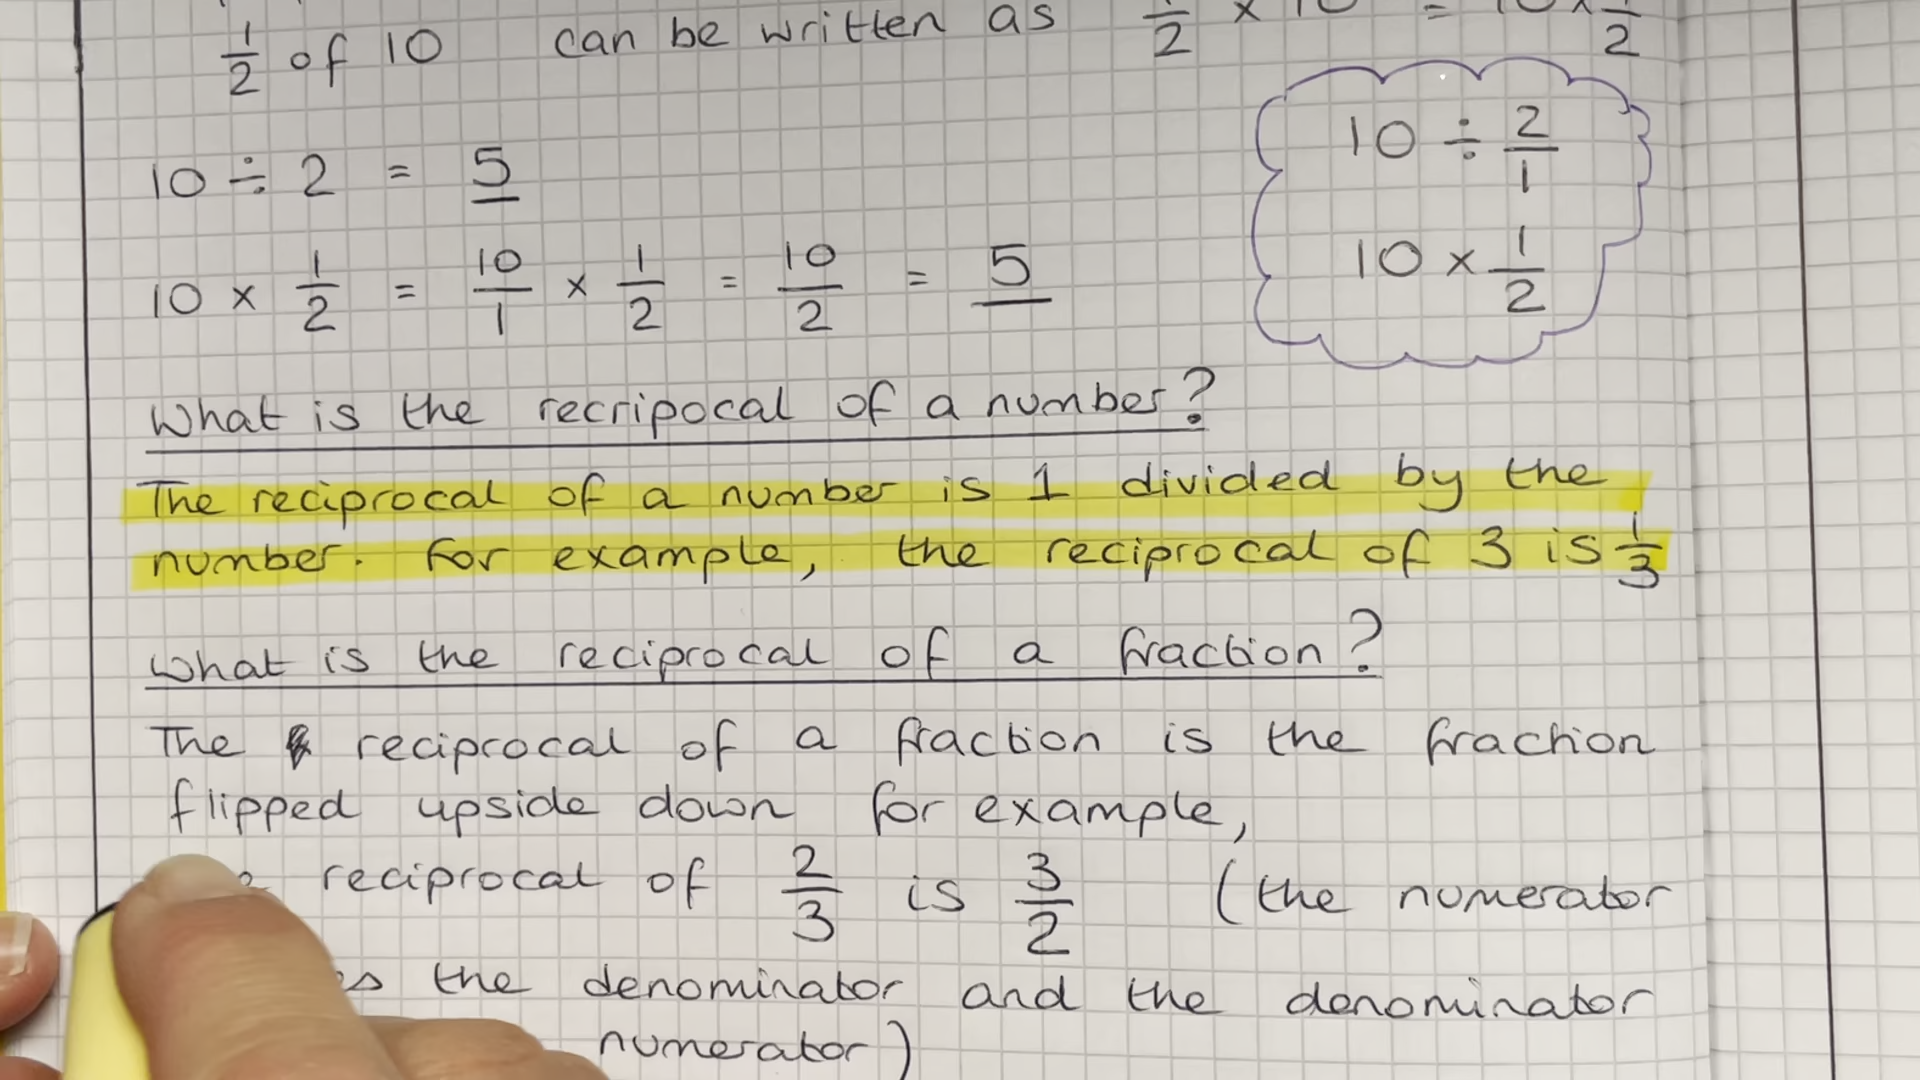 1/2 of 10 can be written as 1/2 × 10 = 10 × 1/2
10 ÷ 2 = 5
10 × 1/2 = 10/1 × 1/2 = 10/2 = 5
10 ÷ 2/1
10 × 1/2
What is the recripocal of a number?
The reciprocal of a number is 1 divided by the
number. For example, the reciprocal of 3 is 1/3
What is the reciprocal of a fraction?
The reciprocal of a fraction is the fraction
flipped upside down for example,
reciprocal of 2/3 is 3/2 (the numerator
the denominator and the denominator
numerator)